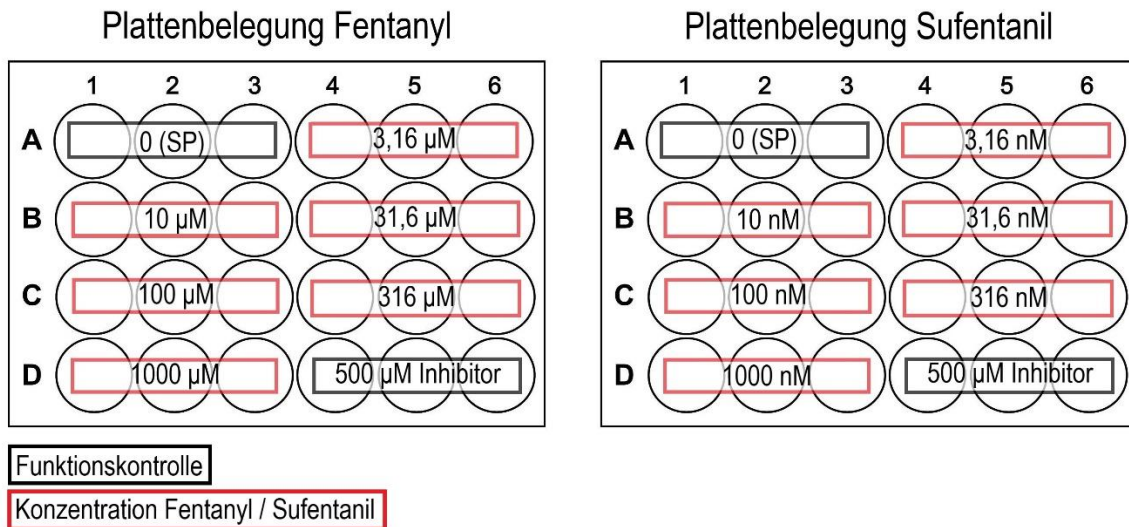 Plattenbelegung Fentanyl
1 2 3 4 5 6
A 0 (SP) 3,16 µM
B 10 µM 31,6 µM
C 100 µM 316 µM
D 1000 µM 500 µM Inhibitor
Plattenbelegung Sufentanil
1 2 3 4 5 6
A 0 (SP) 3,16 nM
B 10 nM 31,6 nM
C 100 nM 316 nM
D 1000 nM 500 µM Inhibitor
Funktionskontrolle
Konzentration Fentanyl / Sufentanil